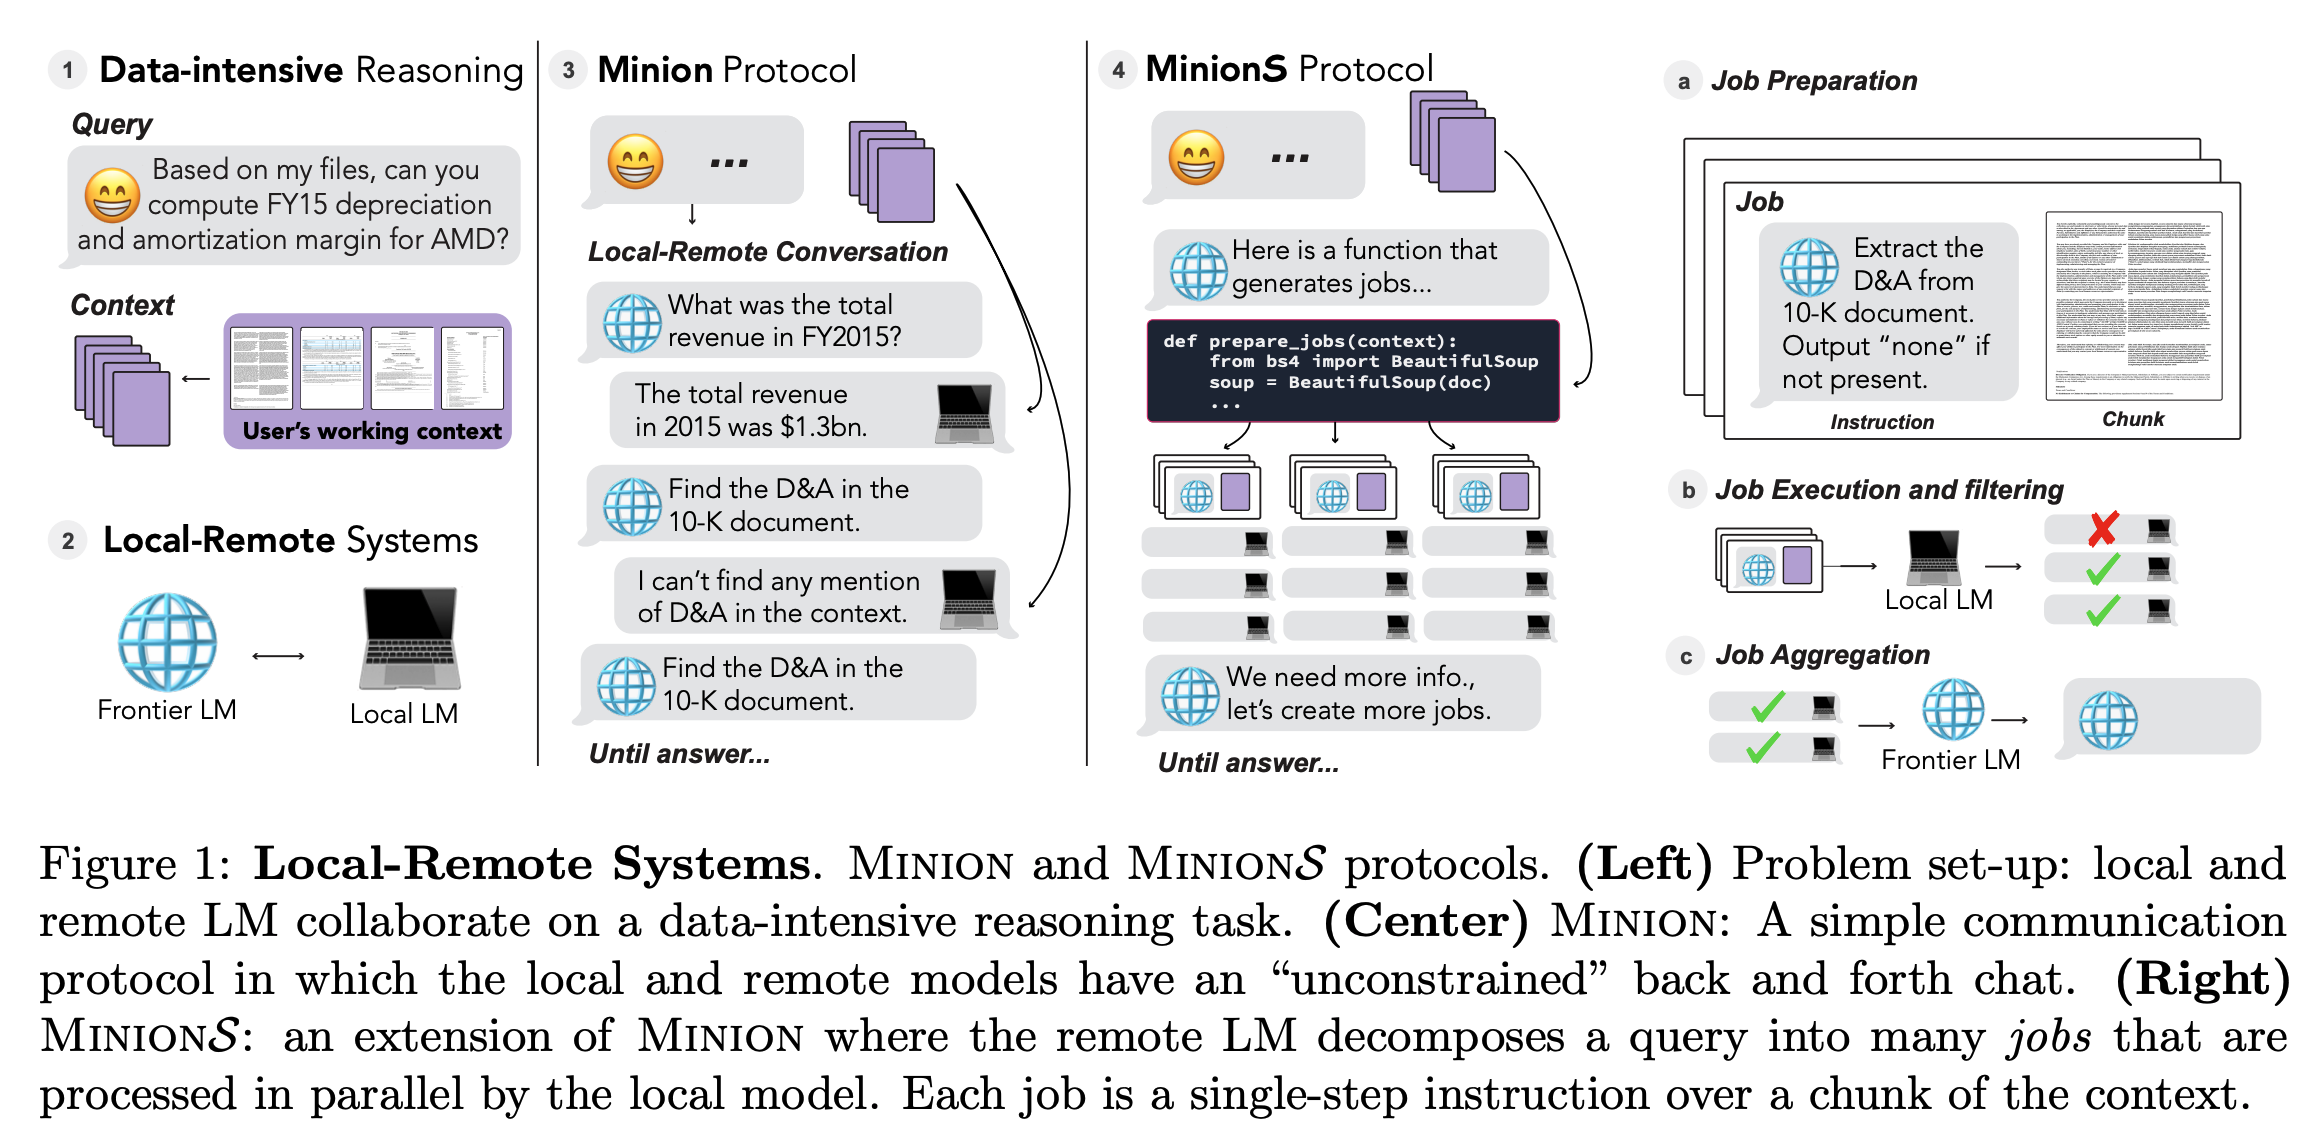 1 Data-intensive Reasoning
Query
Based on my files, can you
compute FY15 depreciation
and amortization margin for AMD?
Context
User's working context
2 Local-Remote Systems
Frontier LM
Local LM
3 Minion Protocol
...
Local-Remote Conversation
What was the total
revenue in FY2015?
The total revenue
in 2015 was $1.3bn.
Find the D&A in the
10-K document.
I can't find any mention
of D&A in the context.
Find the D&A in the
10-K document.
Until answer...
4 MinionS Protocol
...
Here is a function that
generates jobs...
def prepare_jobs(context):
from bs4 import BeautifulSoup
soup = BeautifulSoup(doc)
...
We need more info.,
let's create more jobs.
Until answer...
a Job Preparation
Job
Extract the
D&A from
10-K document.
Output “none” if
not present.
Instruction
Chunk
b Job Execution and filtering
Local LM
c Job Aggregation
Frontier LM
Figure 1: Local-Remote Systems. MINION and MINIONS protocols. (Left) Problem set-up: local and
remote LM collaborate on a data-intensive reasoning task. (Center) MINION: A simple communication
protocol in which the local and remote models have an “unconstrained” back and forth chat. (Right)
MINIONS: an extension of MINION where the remote LM decomposes a query into many jobs that are
processed in parallel by the local model. Each job is a single-step instruction over a chunk of the context.